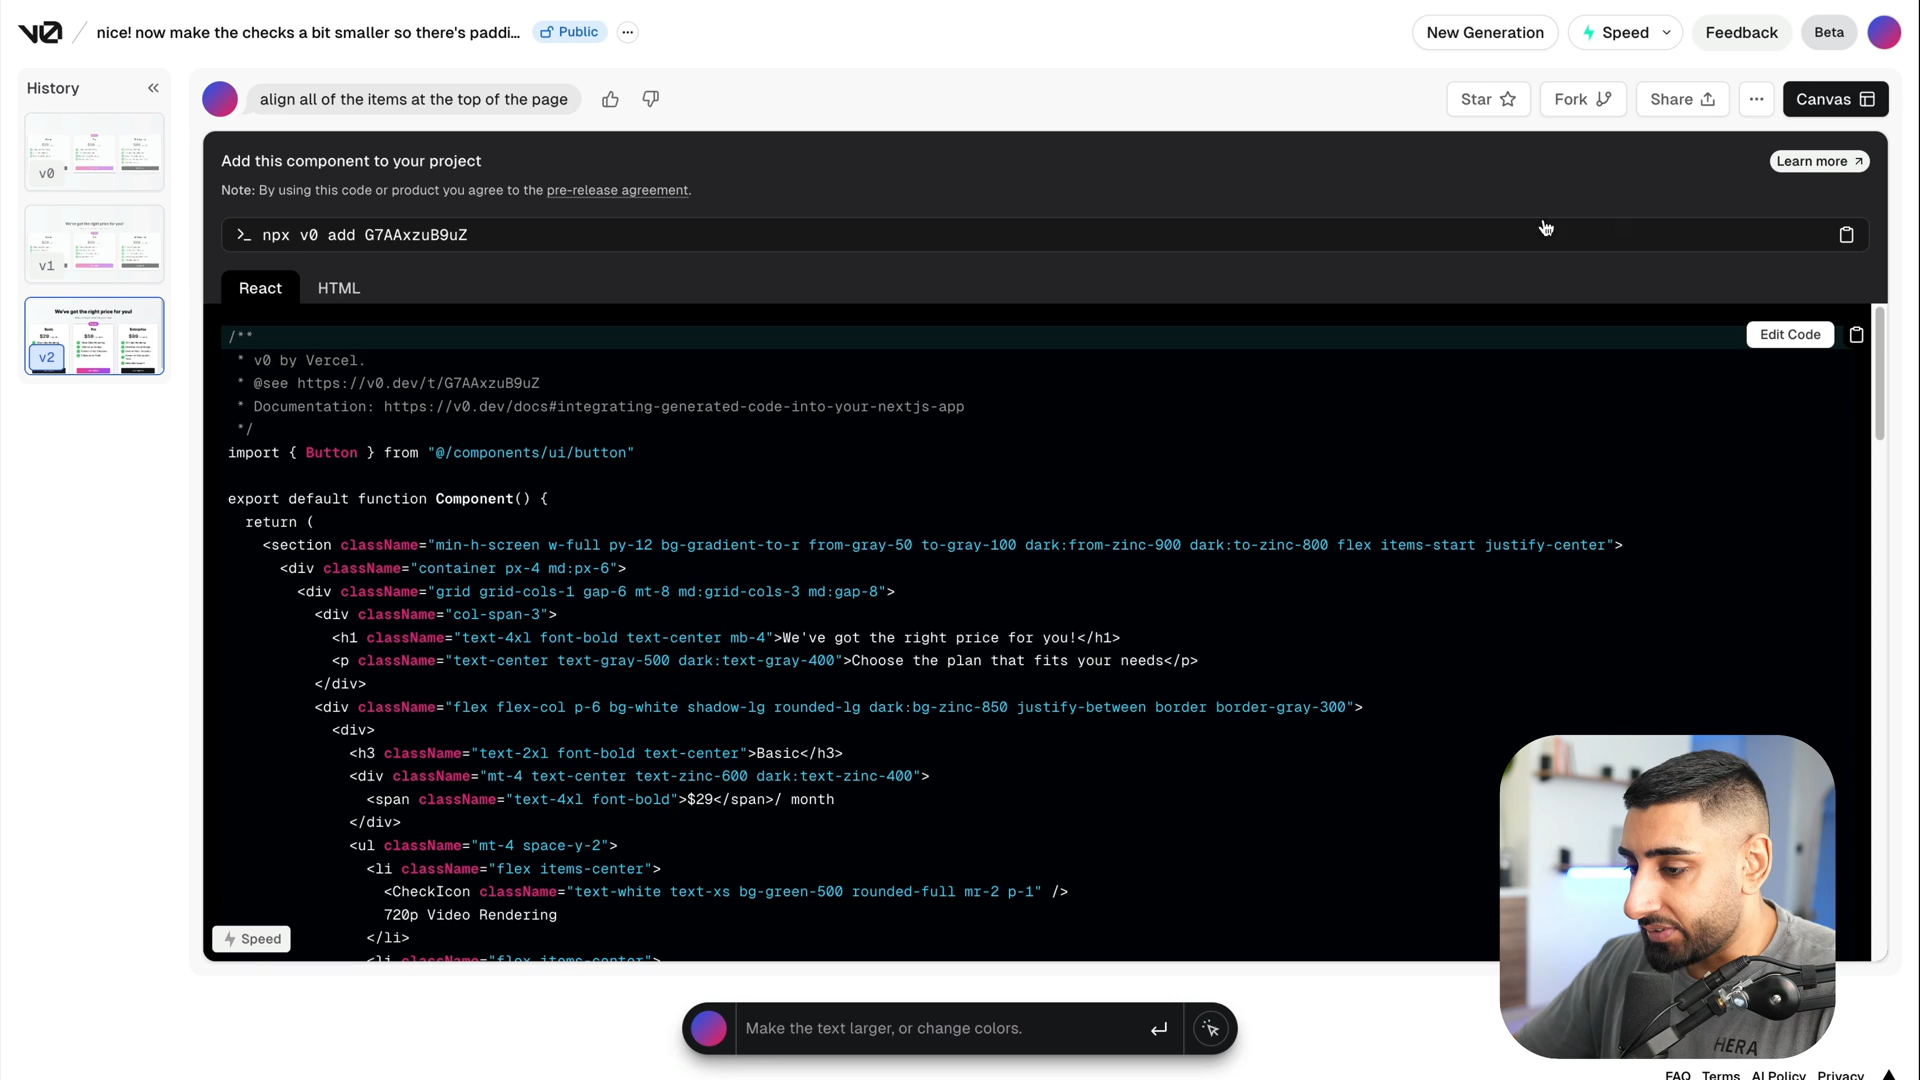 v0 / nice! now make the checks a bit smaller so there's paddi... Public ...
New Generation Speed Feedback Beta
History
v0
v1
We've got the right price for you!
v2
align all of the items at the top of the page
Star Fork Share ... Canvas
Add this component to your project
Learn more
Note: By using this code or product you agree to the pre-release agreement.
>_ npx v0 add G7AAxzuB9uZ
React HTML
Edit Code
/**
* v0 by Vercel.
* @see https://v0.dev/t/G7AAxzuB9uZ
* Documentation: https://v0.dev/docs#integrating-generated-code-into-your-nextjs-app
*/
import { Button } from "@/components/ui/button"
export default function Component() {
return (
<section className="min-h-screen w-full py-12 bg-gradient-to-r from-gray-50 to-gray-100 dark:from-zinc-900 dark:to-zinc-800 flex items-start justify-center">
<div className="container px-4 md:px-6">
<div className="grid grid-cols-1 gap-6 mt-8 md:grid-cols-3 md:gap-8">
<div className="col-span-3">
<h1 className="text-4xl font-bold text-center mb-4">We've got the right price for you!</h1>
<p className="text-center text-gray-500 dark:text-gray-400">Choose the plan that fits your needs</p>
</div>
<div className="flex flex-col p-6 bg-white shadow-lg rounded-lg dark:bg-zinc-850 justify-between border border-gray-300">
<div>
<h3 className="text-2xl font-bold text-center">Basic</h3>
<div className="mt-4 text-center text-zinc-600 dark:text-zinc-400">
<span className="text-4xl font-bold">$29</span>/ month
</div>
<ul className="mt-4 space-y-2">
<li className="flex items-center">
<CheckIcon className="text-white text-xs bg-green-500 rounded-full mr-2 p-1" />
720p Video Rendering
</li>
<li className="flex items-center">
Speed
Make the text larger, or change colors.
HERA
FAQ Terms AI Policy Privacy